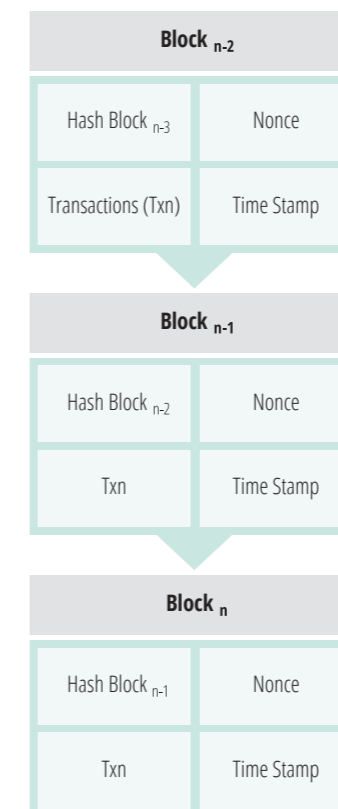 Block n-2
Hash Block n-3
Nonce
Transactions (Txn)
Time Stamp
Block n-1
Hash Block n-2
Nonce
Txn
Time Stamp
Block n
Hash Block n-1
Nonce
Txn
Time Stamp